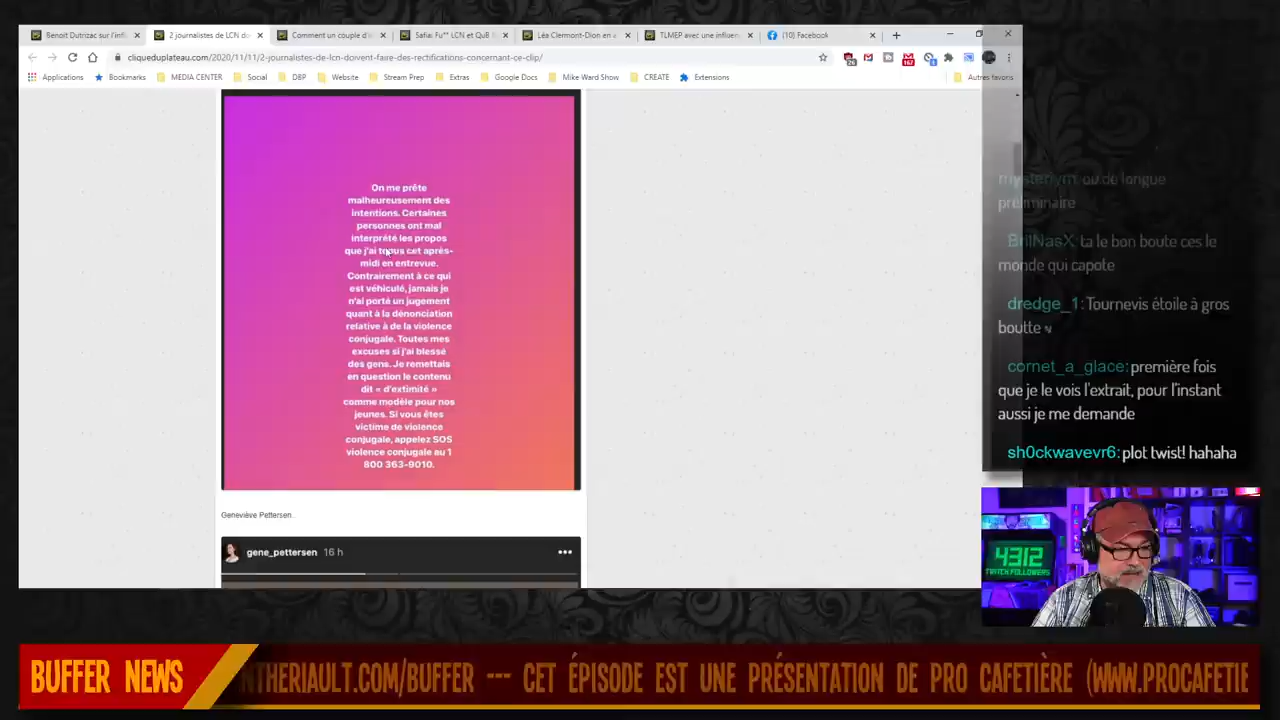 Benoit Dutrizac sur l'infl
2 journalistes de LCN do
Comment un couple d'i
Safia: Fu** LCN et QuB
Léa Clermont-Dion en a
TLMEP avec une influen
(10) Facebook
cliqueduplateau.com/2020/11/11/2-journalistes-de-lcn-doivent-faire-des-rectifications-concernant-ce-clip/
Applications
Bookmarks
MEDIA CENTER
Social
DBP
Website
Stream Prep
Extras
Google Docs
Mike Ward Show
CREATE
Extensions
Autres favoris
On me prête
malheureusement des
intentions. Certaines
personnes ont mal
interprété les propos
que j'ai tenus cet après-
midi en entrevue.
Contrairement à ce qui
est véhiculé, jamais je
n'ai porté un jugement
quant à la dénonciation
relative à de la violence
conjugale. Toutes mes
excuses si j'ai blessé
des gens. Je remettais
en question le contenu
dit « d'extimité »
comme modèle pour nos
jeunes. Si vous êtes
victime de violence
conjugale, appelez SOS
violence conjugale au 1
800 363-9010.
Geneviève Pettersen
gene_pettersen 16 h
mysteriym ou de longue
préliminaire
BrilNasX ta le bon boute ces le
monde qui capote
dredge_1: Tournevis étoile à gros
boutte
cornet_a_glace: première fois
que je le vois l'extrait, pour l'instant
aussi je me demande
sh0ckwavevr6: plot twist! hahaha
4312
TWITCH FOLLOWERS
BUFFER NEWS
NTHERIAULT.COM/BUFFER --- CET ÉPISODE EST UNE PRÉSENTATION DE PRO CAFETIÈRE (WWW.PROCAFETIE